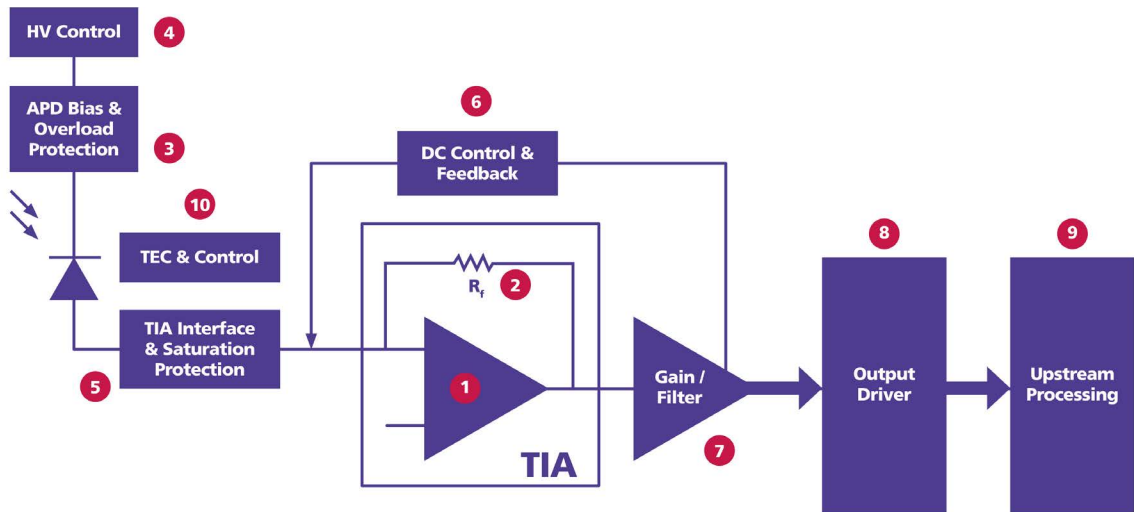 HV Control
4
APD Bias &
Overload
Protection
3
6
DC Control &
Feedback
10
TEC & Control
8
9
2
Rf
TIA Interface
& Saturation
Protection
5
1
Gain /
Filter
7
Output
Driver
Upstream
Processing
TIA